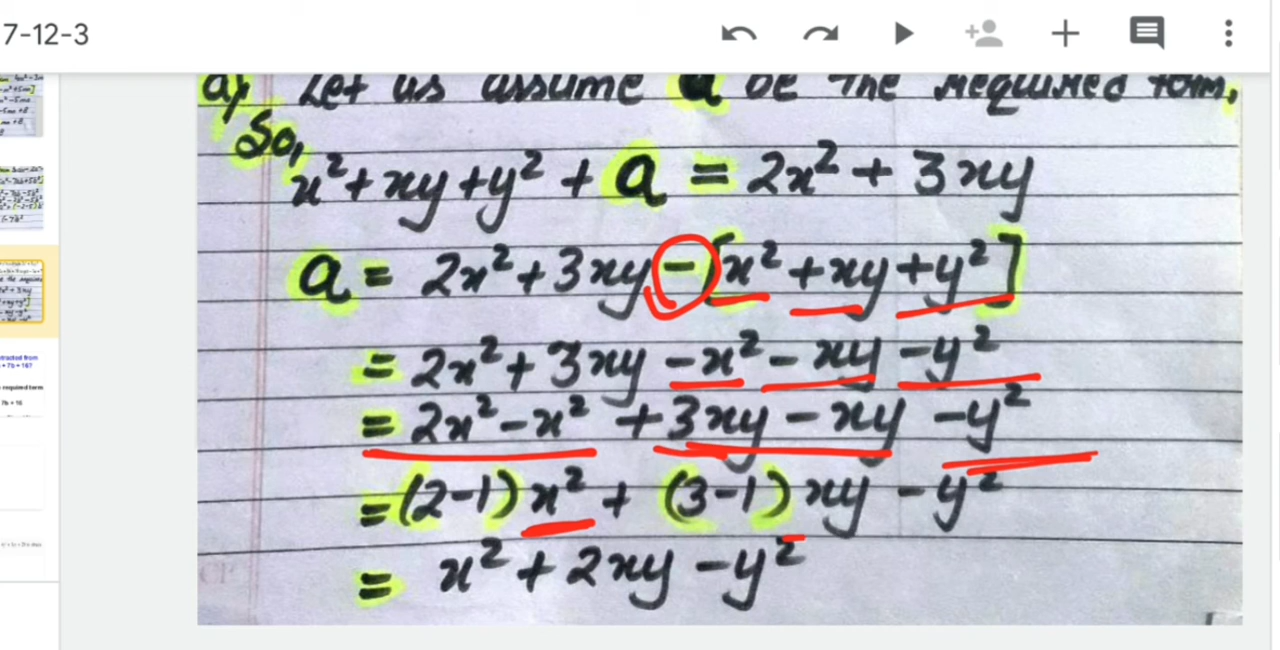 7-12-3
a) Let us assume a be the required term.
So,
x²+xy+y² + a = 2x² + 3xy
a = 2x²+3xy-[x²+xy+y²]
= 2x²+3xy-x²-xy-y²
= 2x²-x² +3xy-xy -y²
=(2-1)x² + (3-1)xy -y²
= x²+2xy-y²